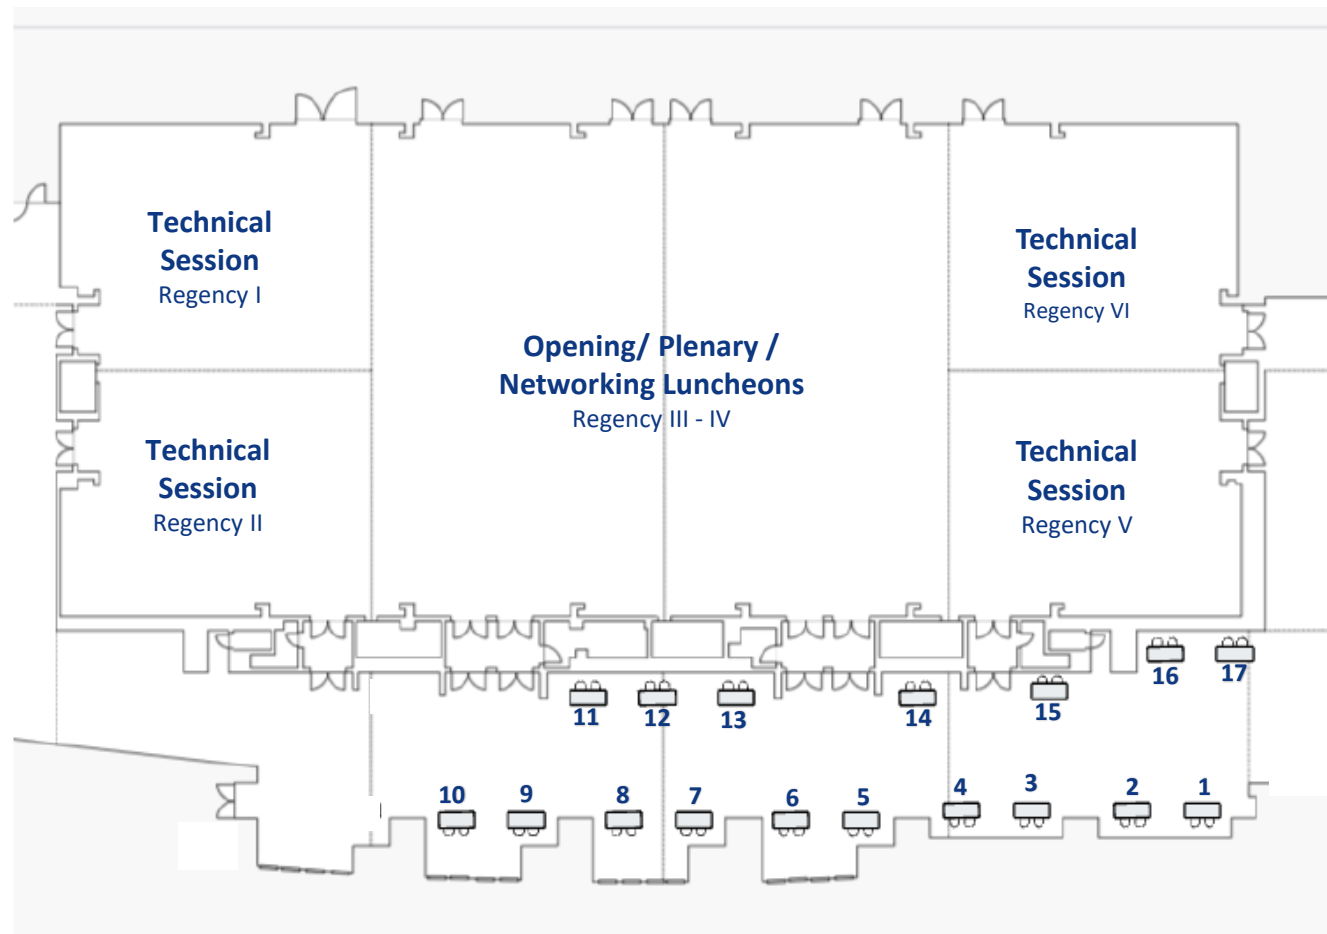 Technical
Session
Regency I
Technical
Session
Regency VI
Opening/ Plenary /
Networking Luncheons
Regency III - IV
Technical
Session
Regency II
Technical
Session
Regency V
16
17
11
12
13
14
15
10
9
8
7
6
5
4
3
2
1